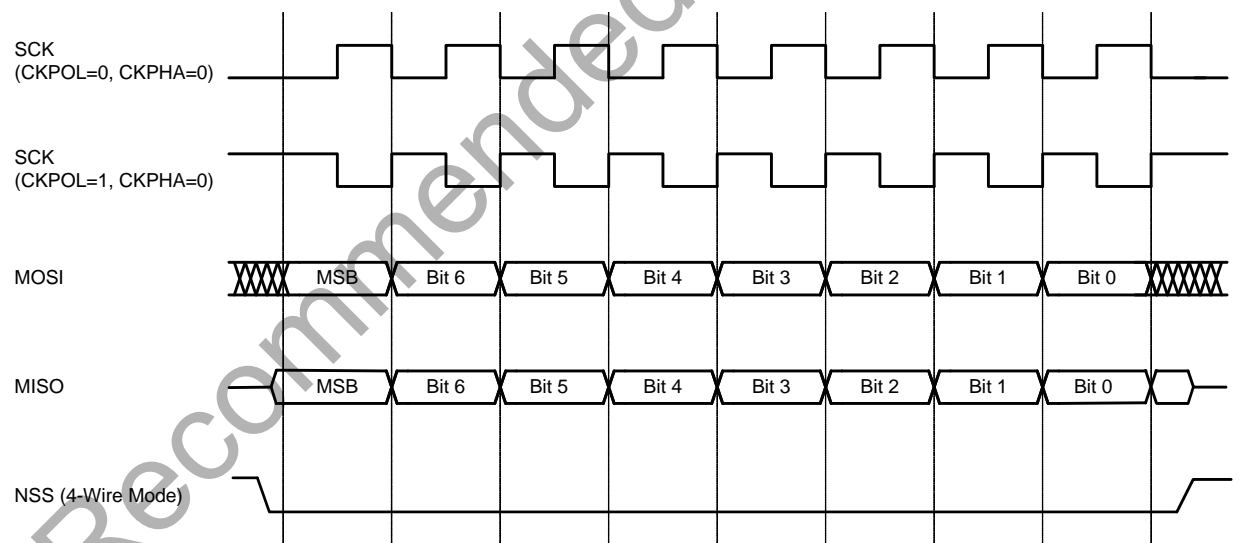 SCK
(CKPOL=0, CKPHA=0)
SCK
(CKPOL=1, CKPHA=0)
MOSI
MSB Bit 6 Bit 5 Bit 4 Bit 3 Bit 2 Bit 1 Bit 0
MISO
MSB Bit 6 Bit 5 Bit 4 Bit 3 Bit 2 Bit 1 Bit 0
NSS (4-Wire Mode)
Recommended